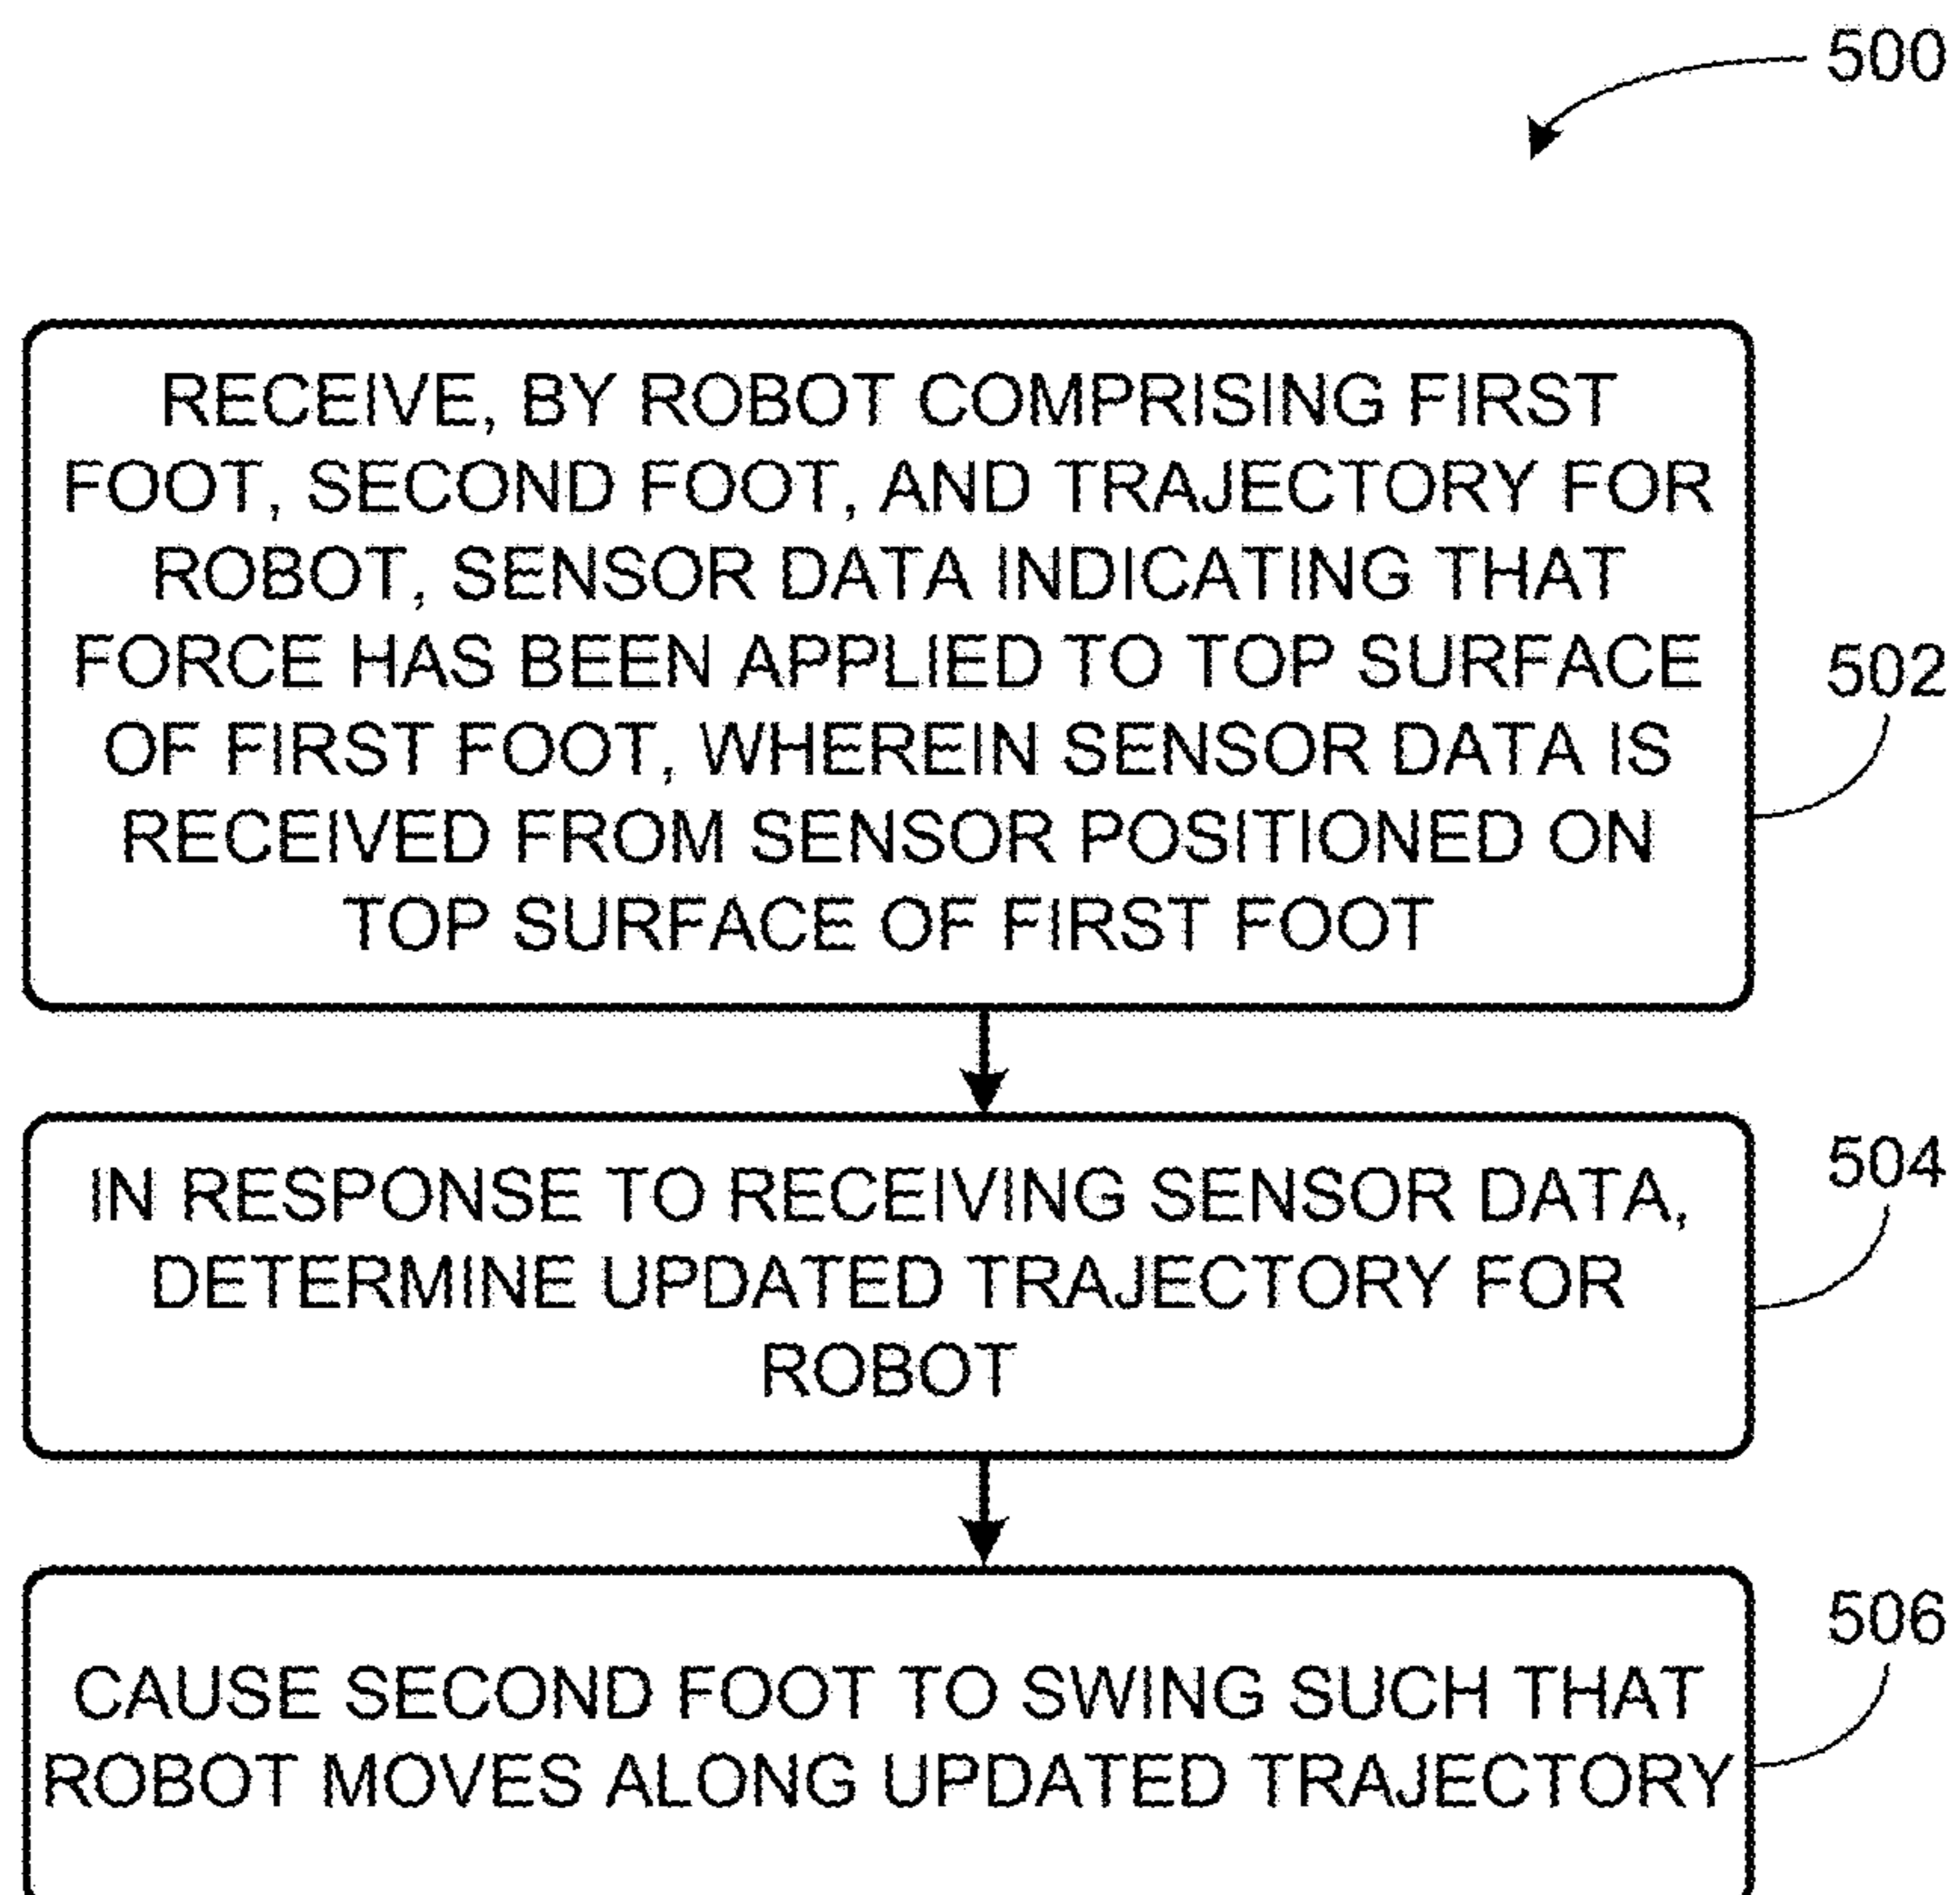 500
RECEIVE, BY ROBOT COMPRISING FIRST
FOOT, SECOND FOOT, AND TRAJECTORY FOR
ROBOT, SENSOR DATA INDICATING THAT
FORCE HAS BEEN APPLIED TO TOP SURFACE
OF FIRST FOOT, WHEREIN SENSOR DATA IS
RECEIVED FROM SENSOR POSITIONED ON
TOP SURFACE OF FIRST FOOT
502
IN RESPONSE TO RECEIVING SENSOR DATA,
DETERMINE UPDATED TRAJECTORY FOR
ROBOT
504
CAUSE SECOND FOOT TO SWING SUCH THAT
ROBOT MOVES ALONG UPDATED TRAJECTORY
506